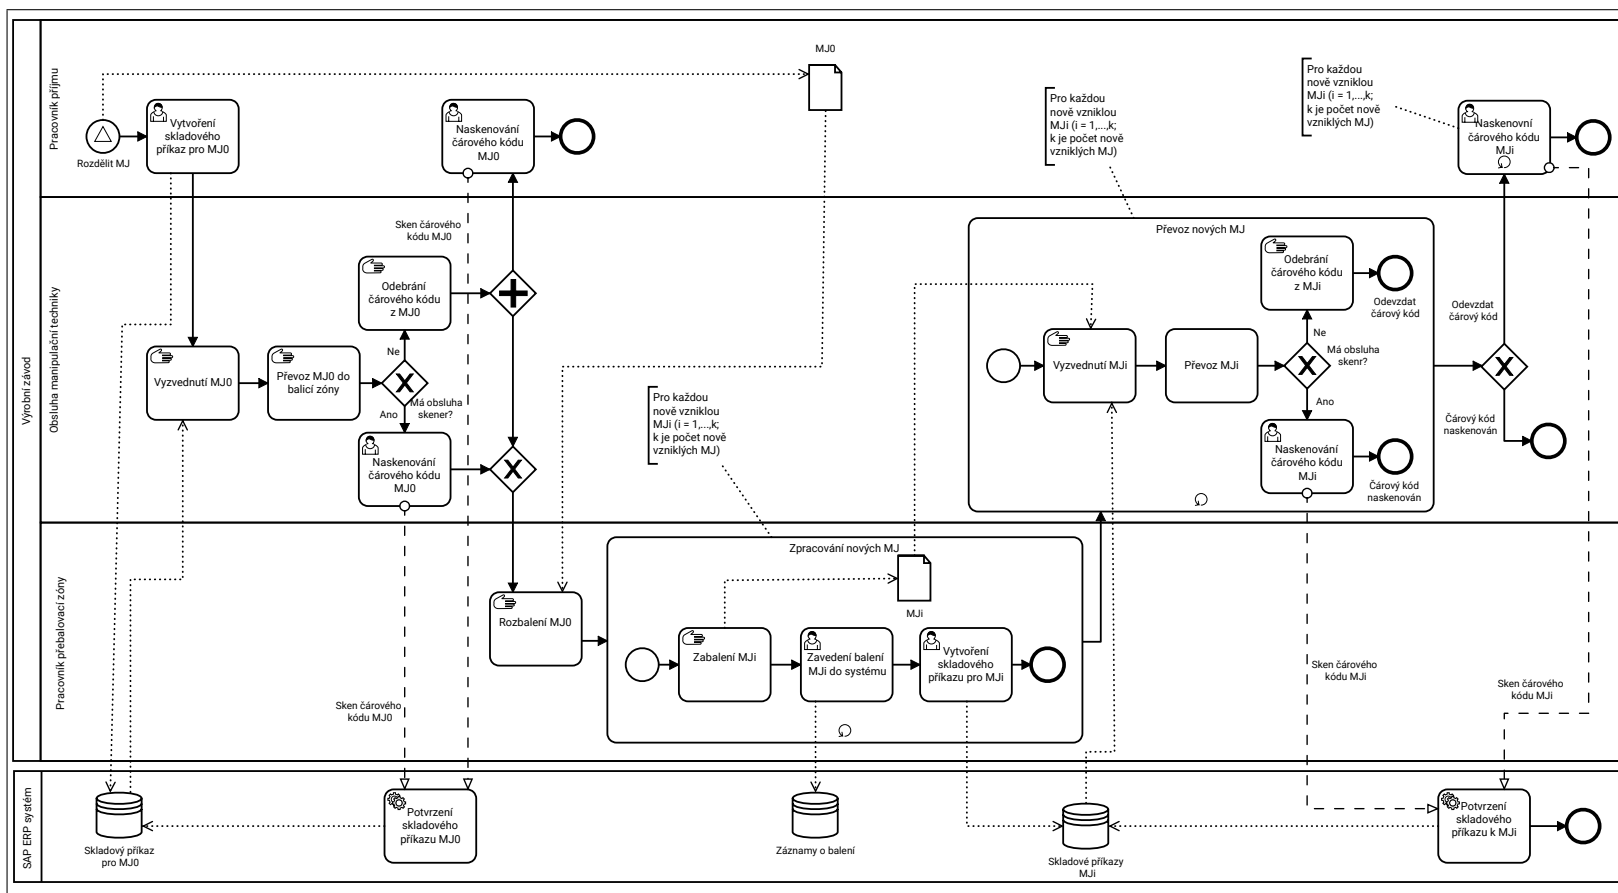 Výrobní závod
Pracovník příjmu
Rozdělit MJ
Vytvoření
skladového
příkaz pro MJ0
Naskenování
čárového kódu
MJ0
MJ0
Pro každou
nově vzniklou
MJi (i = 1,...,k;
k je počet nově
vzniklých MJ)
Pro každou
nově vzniklou
MJi (i = 1,...,k;
k je počet nově
vzniklých MJ)
Naskenovní
čárového kódu
MJi
Obsluha manipulační techniky
Vyzvednutí MJ0
Převoz MJ0 do
balicí zóny
Sken čárového
kódu MJ0
Odebrání
čárového kódu
z MJ0
Ne
Má obsluha
skener?
Ano
Naskenování
čárového kódu
MJ0
Pro každou
nově vzniklou
MJi (i = 1,...,k;
k je počet nově
vzniklých MJ)
Převoz nových MJ
Vyzvednutí MJi
Převoz MJi
Odebrání
čárového kódu
z MJi
Odevzdat
čárový kód
Ne
Má obsluha
skenr?
Ano
Naskenování
čárového kódu
MJi
Čárový kód
naskenován
Odevzdat
čárový kód
Čárový kód
naskenován
Pracovník přebalovací zóny
Rozbalení MJ0
Zpracování nových MJ
MJi
Zabalení MJi
Zavedení balení
MJi do systému
Vytvoření
skladového
příkazu pro MJi
Sken čárového
kódu MJ0
Sken čárového
kódu MJi
Sken čárového
kódu MJi
SAP ERP systém
Skladový příkaz
pro MJ0
Potvrzení
skladového
příkazu MJ0
Záznamy o balení
Skladové příkazy
MJi
Potvrzení
skladového
příkazu k MJi